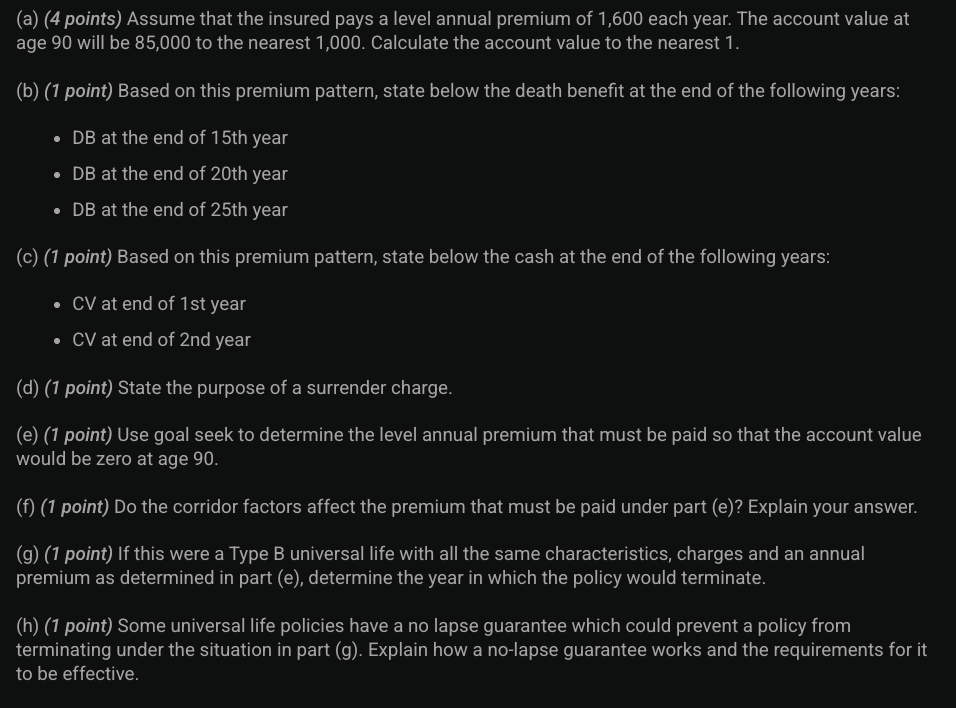 (a) (4 points) Assume that the insured pays a level annual premium of 1,600 each year. The account value at
age 90 will be 85,000 to the nearest 1,000. Calculate the account value to the nearest 1.
(b) (1 point) Based on this premium pattern, state below the death benefit at the end of the following years:
• DB at the end of 15th year
• DB at the end of 20th year
• DB at the end of 25th year
(c) (1 point) Based on this premium pattern, state below the cash at the end of the following years:
• CV at end of 1st year
• CV at end of 2nd year
(d) (1 point) State the purpose of a surrender charge.
(e) (1 point) Use goal seek to determine the level annual premium that must be paid so that the account value
would be zero at age 90.
(f) (1 point) Do the corridor factors affect the premium that must be paid under part (e)? Explain your answer.
(g) (1 point) If this were a Type B universal life with all the same characteristics, charges and an annual
premium as determined in part (e), determine the year in which the policy would terminate.
(h) (1 point) Some universal life policies have a no lapse guarantee which could prevent a policy from
terminating under the situation in part (g). Explain how a no-lapse guarantee works and the requirements for it
to be effective.